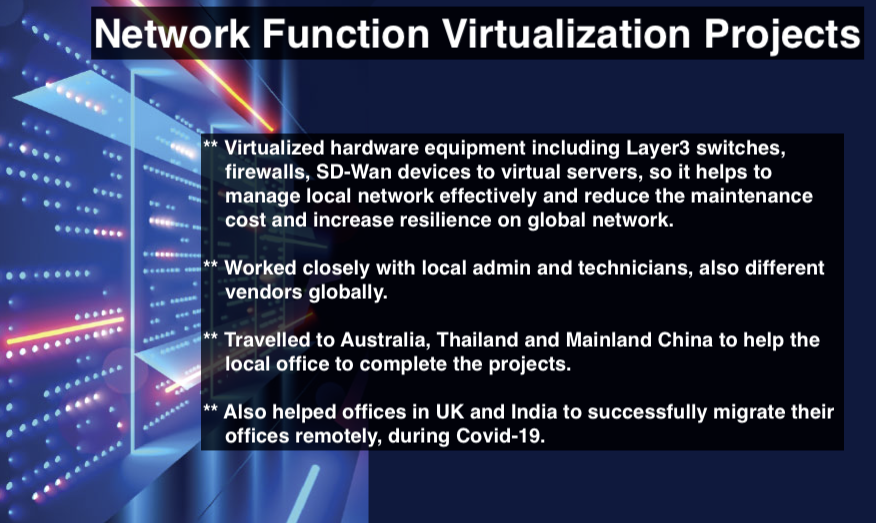 Network Function Virtualization Projects
** Virtualized hardware equipment including Layer3 switches,
firewalls, SD-Wan devices to virtual servers, so it helps to
manage local network effectively and reduce the maintenance
cost and increase resilience on global network.
** Worked closely with local admin and technicians, also different
vendors globally.
** Travelled to Australia, Thailand and Mainland China to help the
local office to complete the projects.
** Also helped offices in UK and India to successfully migrate their
offices remotely, during Covid-19.